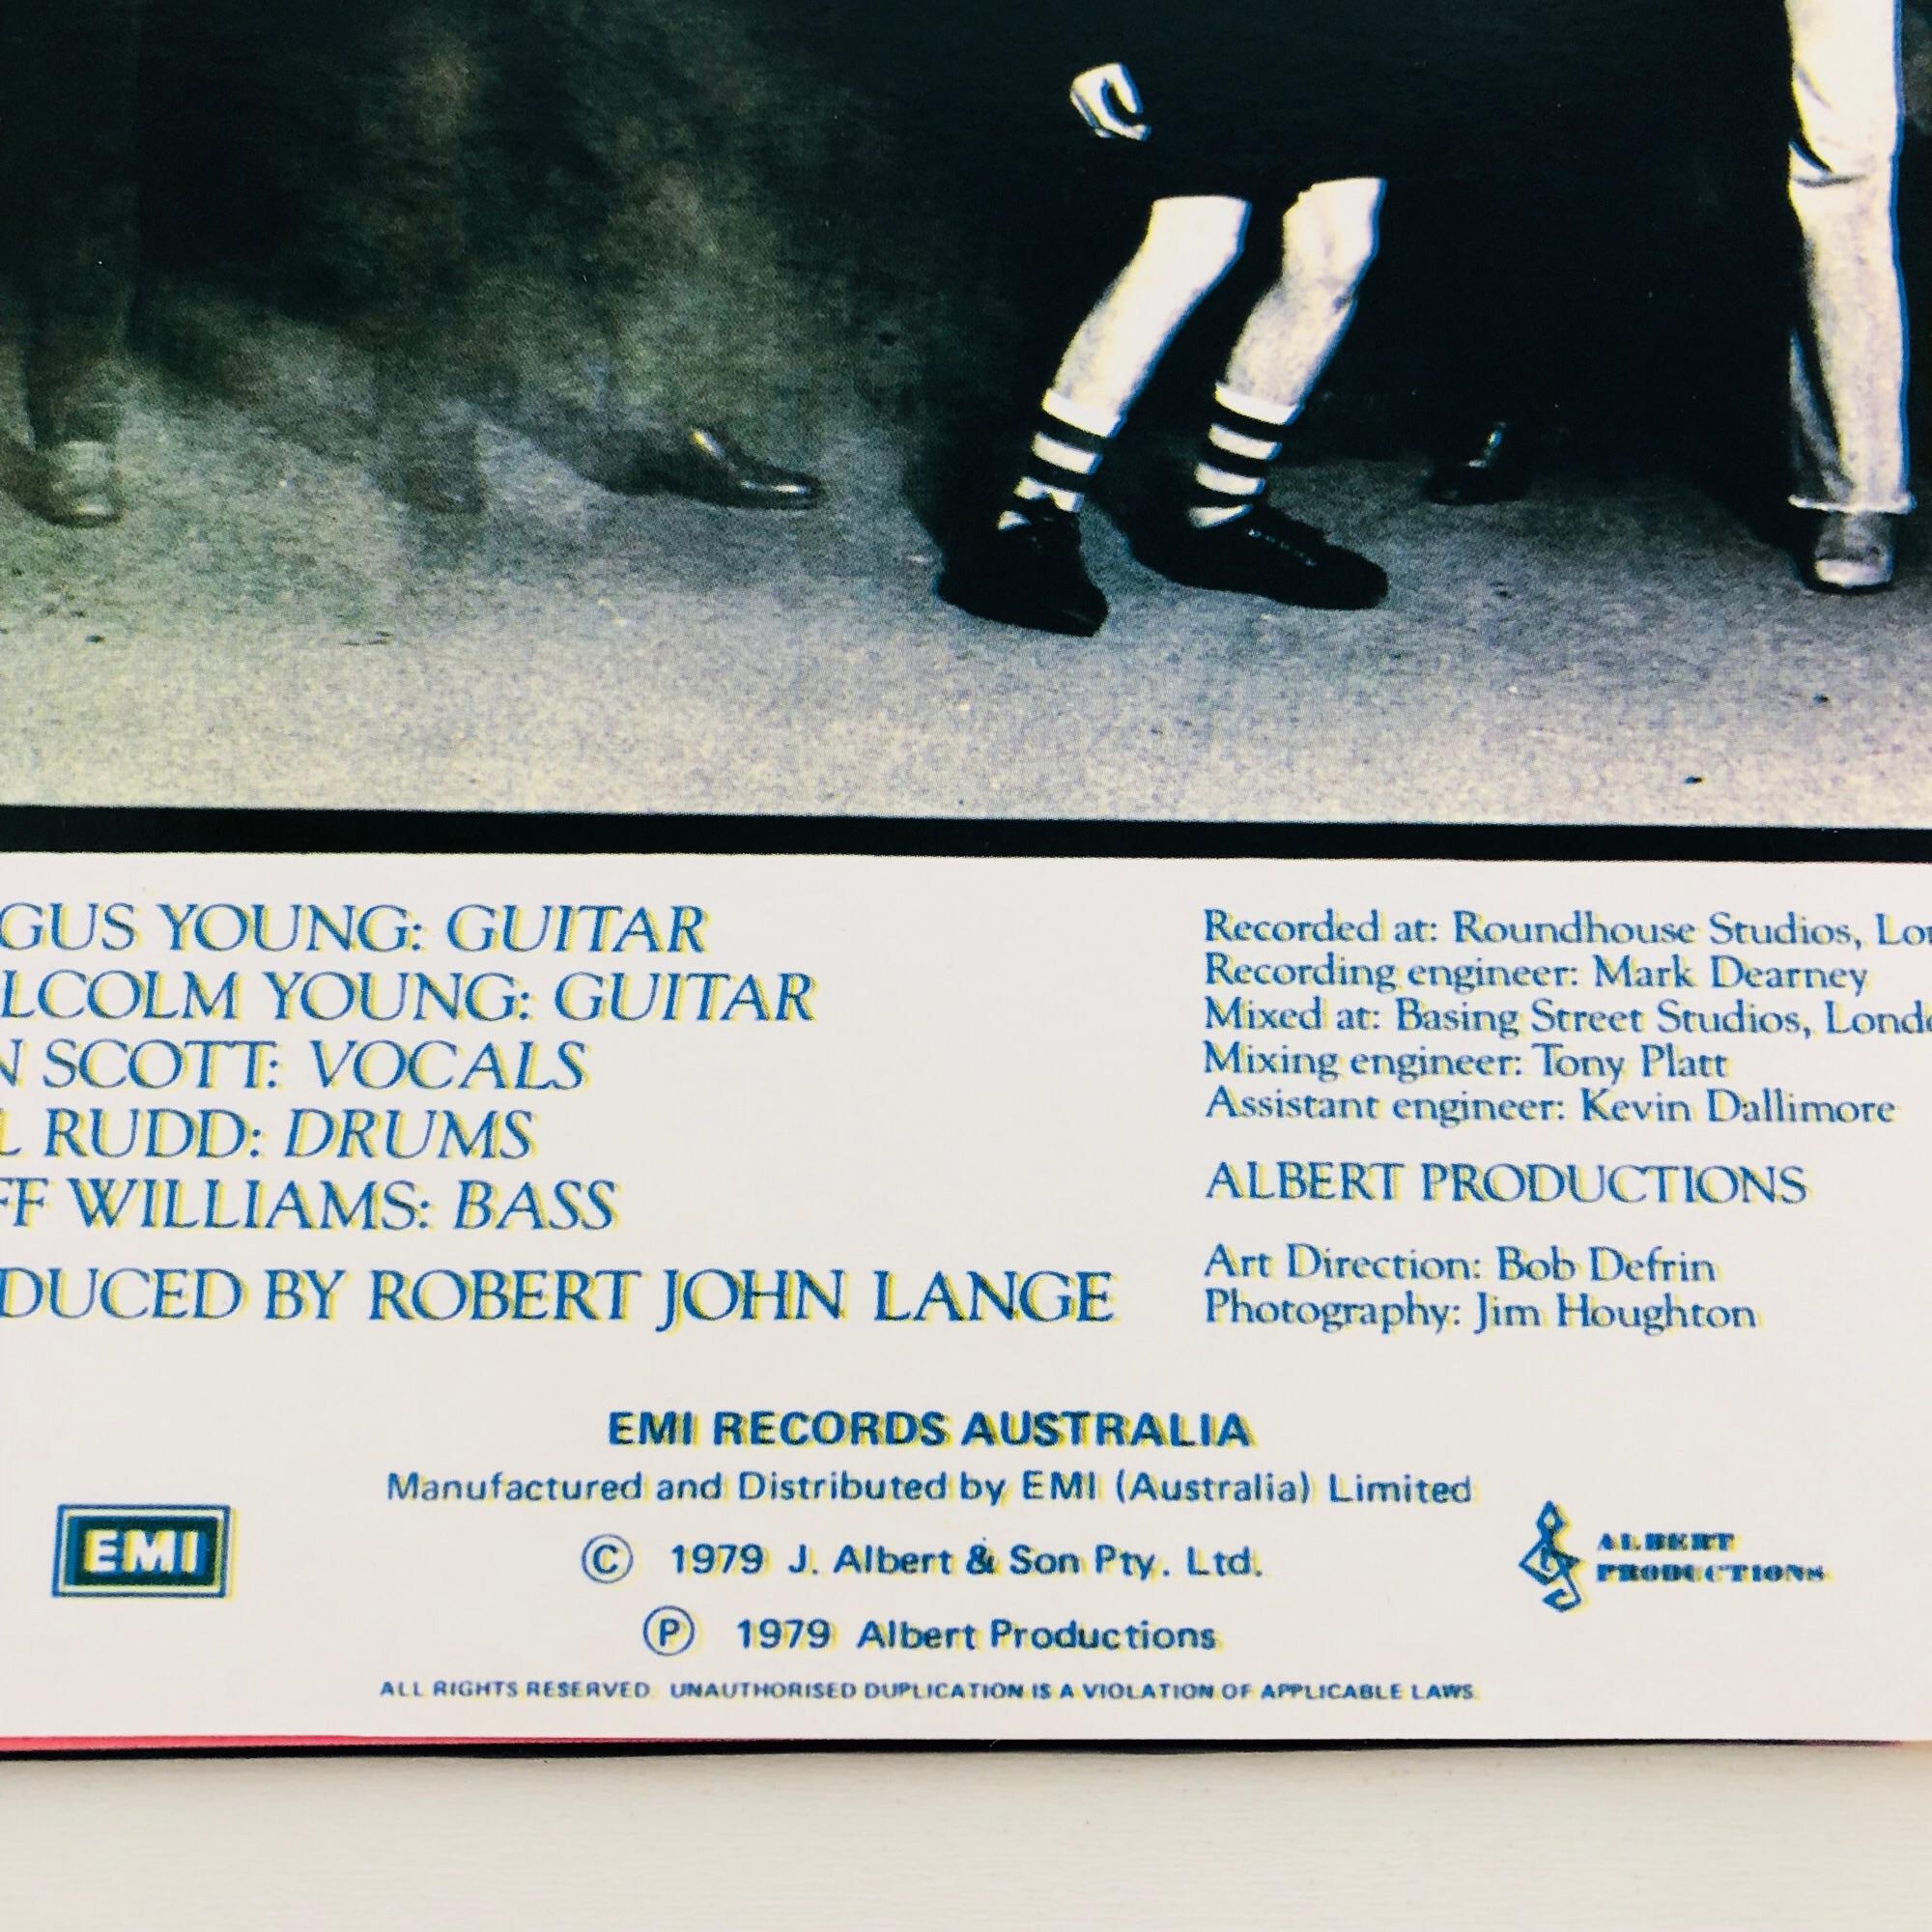 GUS YOUNG: GUITAR
LCOLM YOUNG: GUITAR
N SCOTT: VOCALS
L RUDD: DRUMS
FF WILLIAMS: BASS
DUCED BY ROBERT JOHN LANGE
Recorded at: Roundhouse Studios, Lon
Recording engineer: Mark Dearney
Mixed at: Basing Street Studios, Londo
Mixing engineer: Tony Platt
Assistant engineer: Kevin Dallimore
ALBERT PRODUCTIONS
Art Direction: Bob Defrin
Photography: Jim Houghton
EMI RECORDS AUSTRALIA
Manufactured and Distributed by EMI (Australia) Limited
© 1979 J. Albert & Son Pty. Ltd.
℗ 1979 Albert Productions
ALL RIGHTS RESERVED. UNAUTHORISED DUPLICATION IS A VIOLATION OF APPLICABLE LAWS.
EMI
ALBERT
PRODUCTIONS